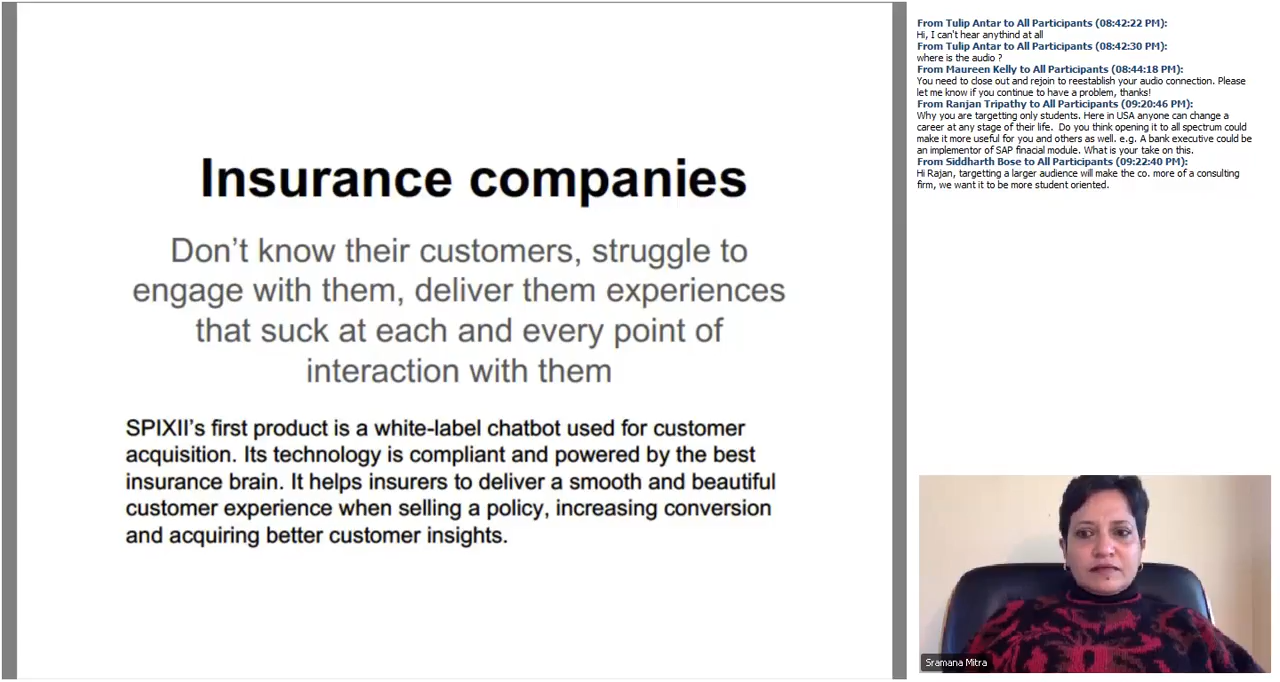 Insurance companies
Don’t know their customers, struggle to
engage with them, deliver them experiences
that suck at each and every point of
interaction with them
SPIXII’s first product is a white-label chatbot used for customer
acquisition. Its technology is compliant and powered by the best
insurance brain. It helps insurers to deliver a smooth and beautiful
customer experience when selling a policy, increasing conversion
and acquiring better customer insights.
From Tulip Antar to All Participants (08:42:22 PM):
Hi, I can't hear anythind at all
From Tulip Antar to All Participants (08:42:30 PM):
where is the audio ?
From Maureen Kelly to All Participants (08:44:18 PM):
You need to close out and rejoin to reestablish your audio connection. Please
let me know if you continue to have a problem, thanks!
From Ranjan Tripathy to All Participants (09:20:46 PM):
Why you are targetting only students. Here in USA anyone can change a
career at any stage of their life. Do you think opening it to all spectrum could
make it more useful for you and others as well. e.g. A bank executive could be
an implementor of SAP finacial module. What is your take on this.
From Siddharth Bose to All Participants (09:22:40 PM):
Hi Rajan, targetting a larger audience will make the co. more of a consulting
firm, we want it to be more student oriented.
Sramana Mitra